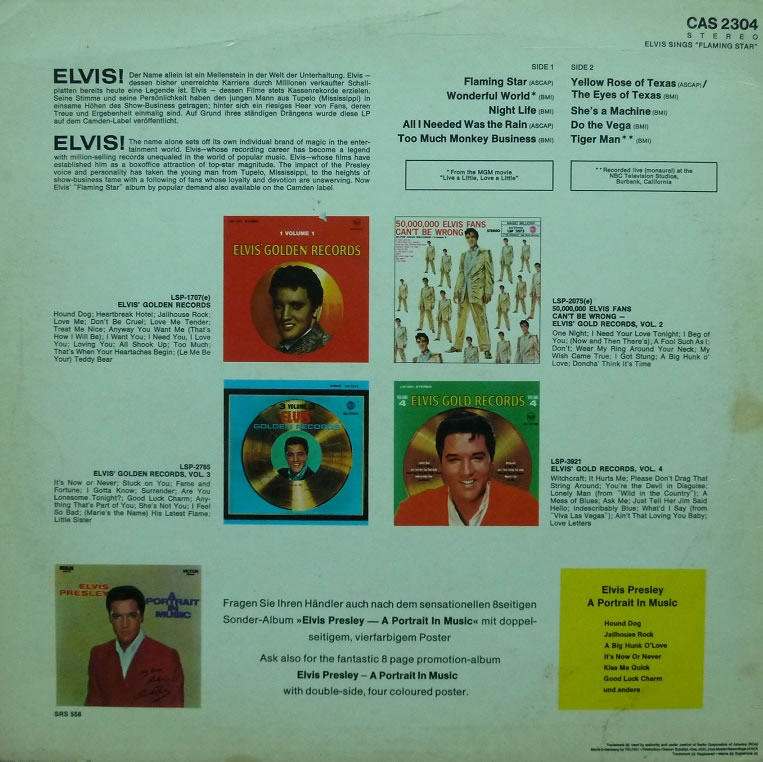 CAS 2304
STEREO
ELVIS SINGS "FLAMING STAR"
ELVIS! Der Name allein ist ein Meilenstein in der Welt der Unterhaltung. Elvis —
dessen bisher unerreichte Karriere durch Millionen verkaufter Schall-
platten bereits heute eine Legende ist. Elvis - dessen Filme stets Kassenrekorde erzielen.
Seine Stimme und seine Persönlichkeit haben den jungen Mann aus Tupelo (Mississippi) in
einsame Höhen des Show-Business getragen; hinter sich ein riesiges Heer von Fans, deren
Treue und Ergebenheit einmalig sind. Auf Grund ihres ständigen Drängens wurde diese LP
auf dem Camden-Label veröffentlicht.
ELVIS! The name alone sets off its own individual brand of magic in the enter-
tainment world. Elvis—whose recording career has become a legend
with million-selling records unequaled in the world of popular music. Elvis—whose films have
established him as a boxoffice attraction of top-star magnitude. The impact of the Presley
voice and personality has taken the young man from Tupelo, Mississippi, to the heights of
show-business fame with a following of fans whose loyalty and devotion are unswerving. Now
Elvis' "Flaming Star" album by popular demand also available on the Camden label.
SIDE 1
Flaming Star (ASCAP)
Wonderful World* (BMI)
Night Life (BMI)
All I Needed Was the Rain (ASCAP)
Too Much Monkey Business (BMI)
* From the MGM movie
"Live a Little, Love a Little"
SIDE 2
Yellow Rose of Texas (ASCAP)/
The Eyes of Texas (BMI)
She's a Machine (BMI)
Do the Vega (BMI)
Tiger Man** (BMI)
**Recorded live (monaural) at the
NBC Television Studios,
Burbank, California
1 VOLUME 1
ELVIS GOLDEN RECORDS
50,000,000 ELVIS FANS
CAN'T BE WRONG
STEREO
LSP-1707(e)
ELVIS' GOLDEN RECORDS
Hound Dog; Heartbreak Hotel; Jailhouse Rock;
Love Me; Don't Be Cruel; Love Me Tender;
Treat Me Nice; Anyway You Want Me (That's
How I Will Be); I Want You, I Need You, I Love
You; Loving You; All Shook Up; Too Much;
That's When Your Heartaches Begin; (Le Me Be
Your) Teddy Bear
LSP-2075(e)
50,000,000 ELVIS FANS
CAN'T BE WRONG —
ELVIS' GOLD RECORDS, VOL. 2
One Night; I Need Your Love Tonight; I Beg of
You; (Now and Then There's); A Fool Such As I;
Don't; Wear My Ring Around Your Neck; My
Wish Came True; I Got Stung; A Big Hunk o'
Love; Doncha' Think It's Time
3 VOLUME 3
ELVIS
GOLDEN RECORDS
VOLUME 4
ELVIS GOLD RECORDS
VOLUME 4
LSP-2765
ELVIS' GOLDEN RECORDS, VOL. 3
It's Now or Never; Stuck on You; Fame and
Fortune; I Gotta Know; Surrender; Are You
Lonesome Tonight?; Good Luck Charm; Any-
thing That's Part of You; She's Not You; I Feel
So Bad; (Marie's the Name) His Latest Flame;
Little Sister
LSP-3921
ELVIS' GOLD RECORDS, VOL. 4
Witchcraft; It Hurts Me; Please Don't Drag That
String Around; You're the Devil in Disguise;
Lonely Man (from "Wild in the Country"); A
Mess of Blues; Ask Me; Just Tell Her Jim Said
Hello; Indescribably Blue; What'd I Say (from
"Viva Las Vegas"); Ain't That Loving You Baby;
Love Letters
ELVIS
PRESLEY
A
PORTRAIT
IN
MUSIC
SRS 558
Fragen Sie Ihren Händler auch nach dem sensationellen 8seitigen
Sonder-Album »Elvis Presley — A Portrait In Music« mit doppel-
seitigem, vierfarbigem Poster
Ask also for the fantastic 8 page promotion-album
Elvis Presley – A Portrait In Music
with double-side, four coloured poster.
Elvis Presley
A Portrait in Music
Hound Dog
Jailhouse Rock
A Big Hunk O'Love
It's Now Or Never
Kiss Me Quick
Good Luck Charm
und andere